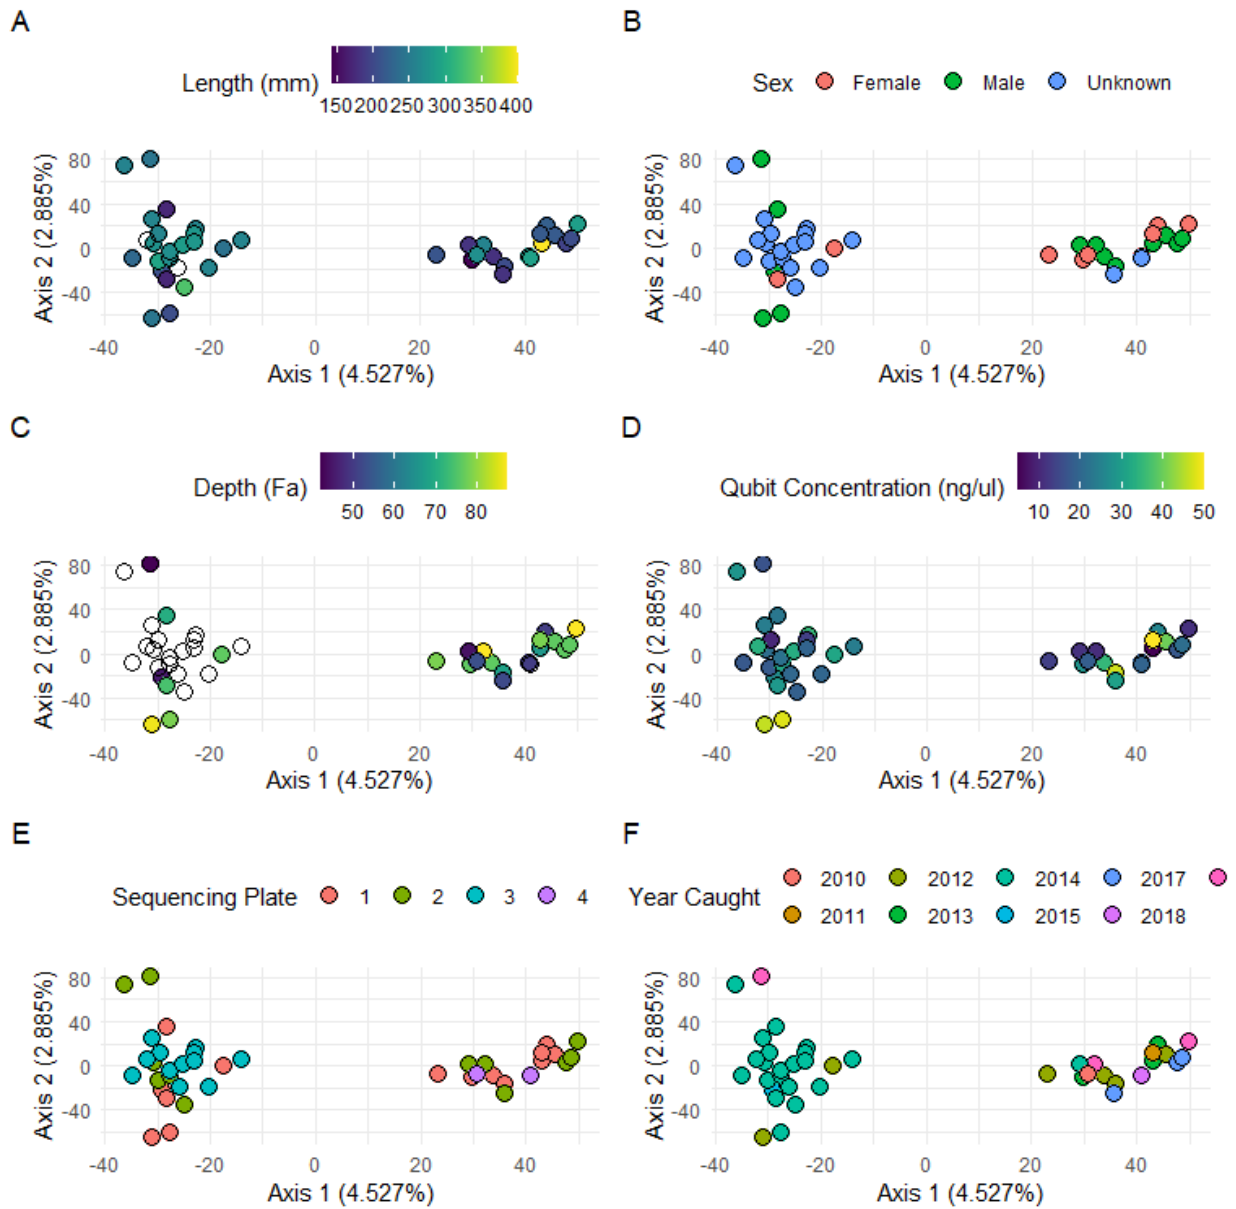 A
Length (mm)
150 200 250 300 350 400
Axis 2 (2.885%)
80
40
0
-40
-40 -20 0 20 40
Axis 1 (4.527%)
B
Sex Female Male Unknown
Axis 2 (2.885%)
80
40
0
-40
-40 -20 0 20 40
Axis 1 (4.527%)
C
Depth (Fa)
50 60 70 80
Axis 2 (2.885%)
80
40
0
-40
-40 -20 0 20 40
Axis 1 (4.527%)
D
Qubit Concentration (ng/ul)
10 20 30 40 50
Axis 2 (2.885%)
80
40
0
-40
-40 -20 0 20 40
Axis 1 (4.527%)
E
Sequencing Plate 1 2 3 4
Axis 2 (2.885%)
80
40
0
-40
-40 -20 0 20 40
Axis 1 (4.527%)
F
Year Caught
2010 2012 2014 2017
2011 2013 2015 2018
Axis 2 (2.885%)
80
40
0
-40
-40 -20 0 20 40
Axis 1 (4.527%)